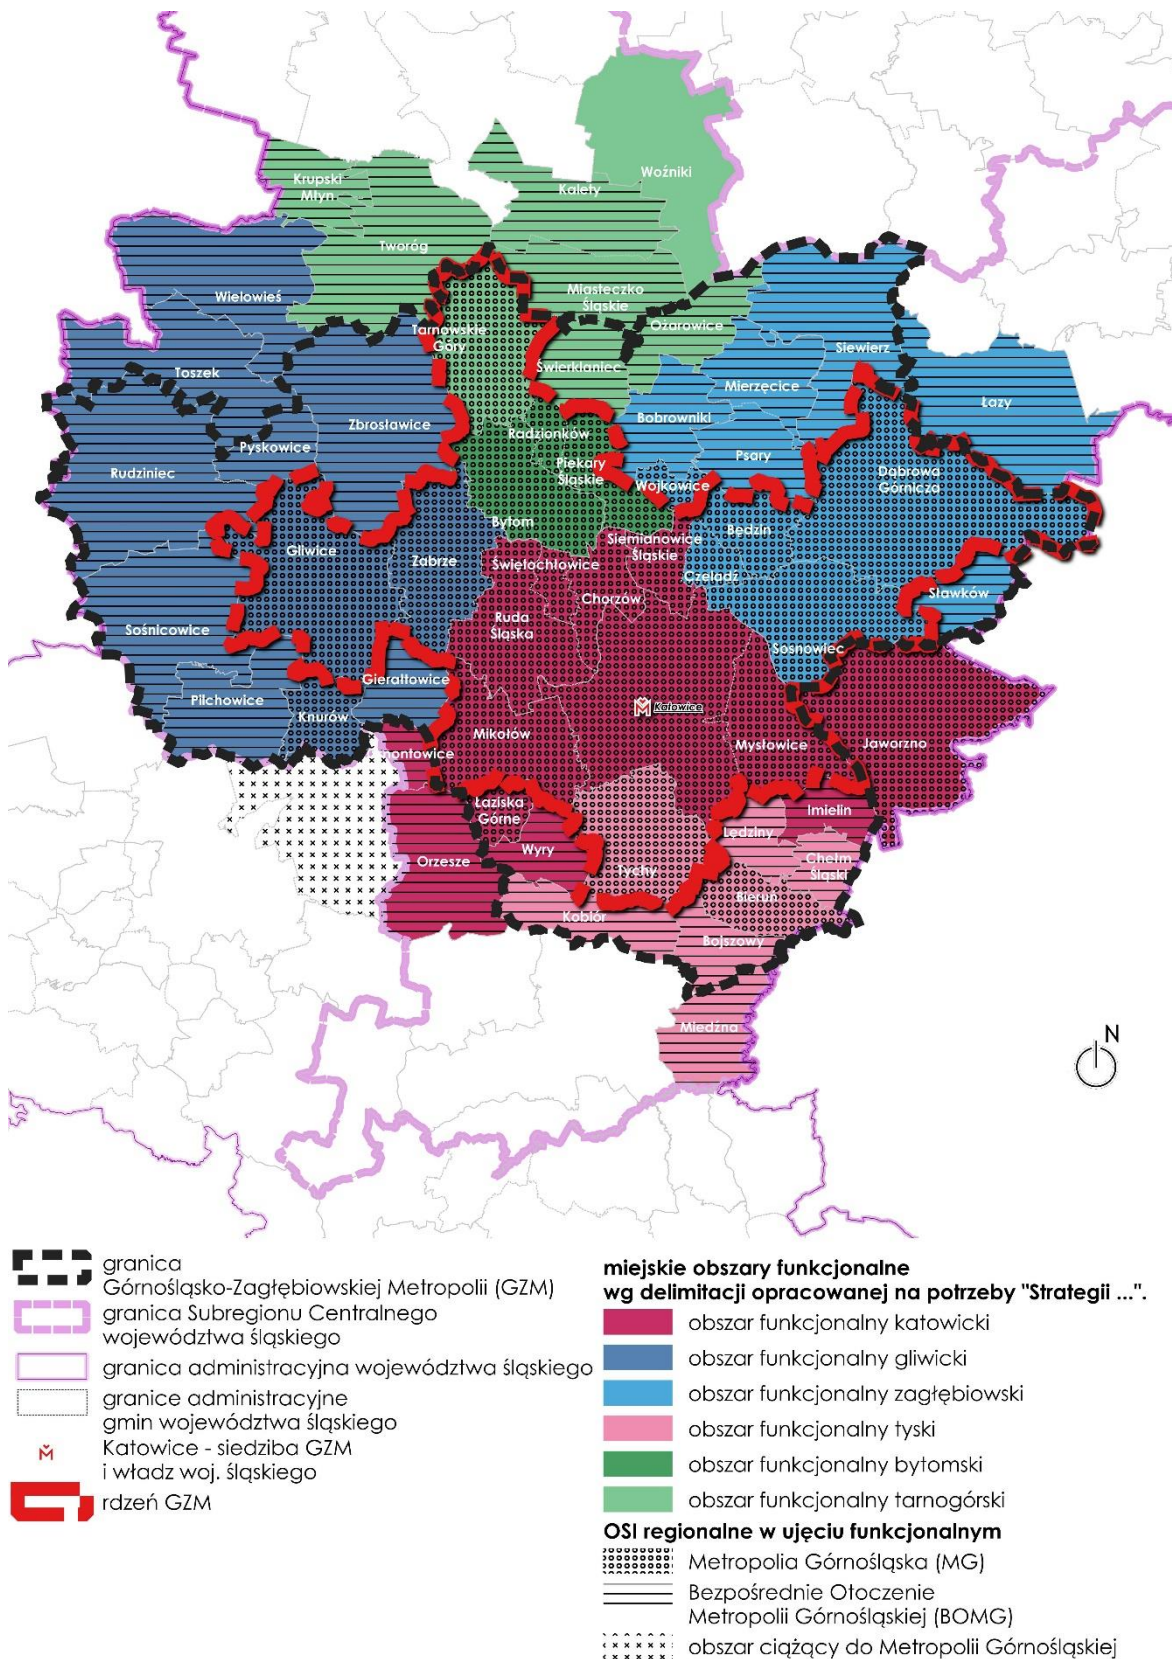 Woźniki
Krupski
Młyn
Kalety
Tworóg
Wielowieś
Miasteczko
Śląskie
Tarnowskie
Góry
Ożarowice
Siewierz
Świerklaniec
Toszek
Mierzęcice
Łazy
Zbrosławice
Bobrowniki
Pyskowice
Radzionków
Psary
Rudziniec
Piekary
Śląskie
Dąbrowa
Górnicza
Wojkowice
Bytom
Będzin
Gliwice
Siemianowice
Śląskie
Zabrze
Świętochłowice
Czeladź
Sławków
Chorzów
Ruda
Śląska
Sośnicowice
Sosnowiec
Gierałtowice
Pilchowice
Knurów
Katowice
Mikołów
Mysłowice
Jaworzno
Łaziska
Górne
Imielin
Lędziny
Wyry
Orzesze
Chełm
Śląski
Tychy
Bieruń
Kobiór
Bojszowy
Miedźna
N
granica
Górnośląsko-Zagłębiowskiej Metropolii (GZM)
granica Subregionu Centralnego
województwa śląskiego
granica administracyjna województwa śląskiego
granice administracyjne
gmin województwa śląskiego
Katowice - siedziba GZM
i władz woj. śląskiego
rdzeń GZM
miejskie obszary funkcjonalne
wg delimitacji opracowanej na potrzeby "Strategii ...".
obszar funkcjonalny katowicki
obszar funkcjonalny gliwicki
obszar funkcjonalny zagłębiowski
obszar funkcjonalny tyski
obszar funkcjonalny bytomski
obszar funkcjonalny tarnogórski
OSI regionalne w ujęciu funkcjonalnym
Metropolia Górnośląska (MG)
Bezpośrednie Otoczenie
Metropolii Górnośląskiej (BOMG)
obszar ciążący do Metropolii Górnośląskiej